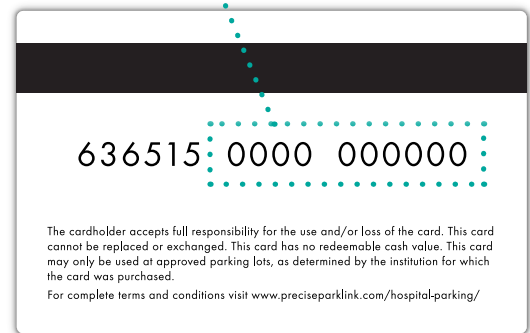 636515 0000 000000
The cardholder accepts full responsibility for the use and/or loss of the card. This card
cannot be replaced or exchanged. This card has no redeemable cash value. This card
may only be used at approved parking lots, as determined by the institution for which
the card was purchased.
For complete terms and conditions visit www.preciseparklink.com/hospital-parking/